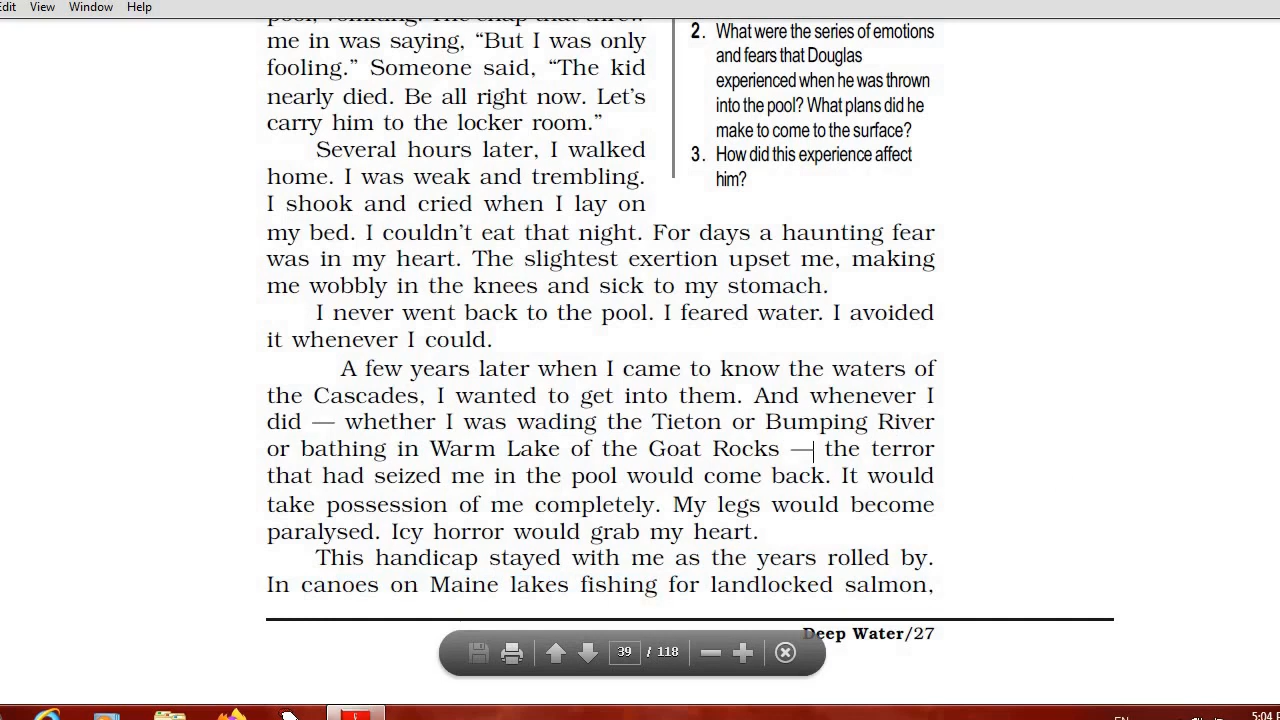 Edit View Window Help
pool, vomiting. The chap that threw
me in was saying, “But I was only
fooling.” Someone said, “The kid
nearly died. Be all right now. Let’s
carry him to the locker room.”
Several hours later, I walked
home. I was weak and trembling.
I shook and cried when I lay on
my bed. I couldn’t eat that night. For days a haunting fear
was in my heart. The slightest exertion upset me, making
me wobbly in the knees and sick to my stomach.
I never went back to the pool. I feared water. I avoided
it whenever I could.
A few years later when I came to know the waters of
the Cascades, I wanted to get into them. And whenever I
did — whether I was wading the Tieton or Bumping River
or bathing in Warm Lake of the Goat Rocks — the terror
that had seized me in the pool would come back. It would
take possession of me completely. My legs would become
paralysed. Icy horror would grab my heart.
This handicap stayed with me as the years rolled by.
In canoes on Maine lakes fishing for landlocked salmon,
2. What were the series of emotions
and fears that Douglas
experienced when he was thrown
into the pool? What plans did he
make to come to the surface?
3. How did this experience affect
him?
Deep Water/27
39 / 118
EN
5:04 P